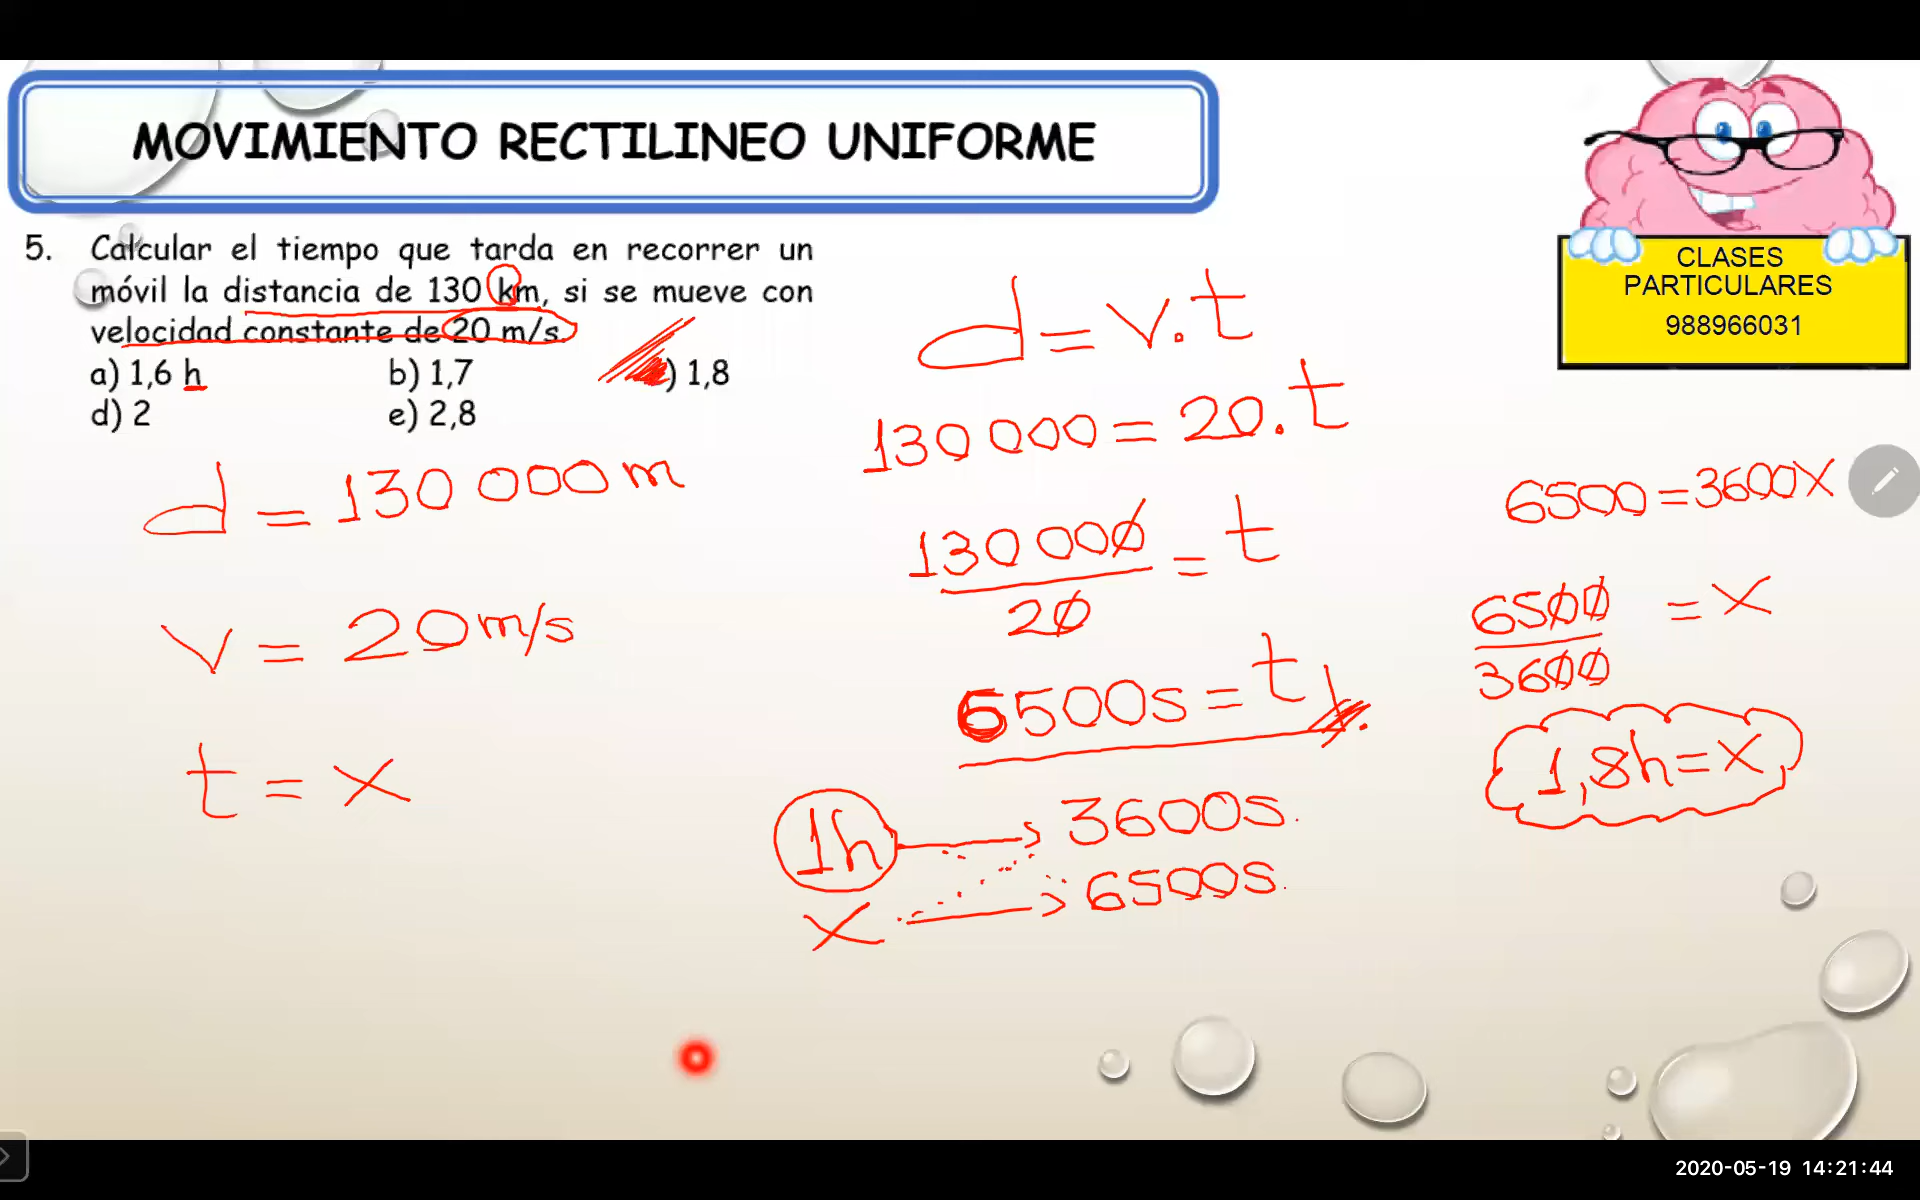 MOVIMIENTO RECTILINEO UNIFORME
CLASES
PARTICULARES
988966031
5. Calcular el tiempo que tarda en recorrer un
móvil la distancia de 130 km, si se mueve con
velocidad constante de 20 m/s.
a) 1,6 h b) 1,7 ) 1,8
d) 2 e) 2,8
d = 130 000 m
v = 20 m/s
t = x
d = v.t
130 000 = 20.t
130 000
20
= t
6500s = t
1h → 3600s.
x → 6500s.
6500 = 3600x
6500
3600
= x
1,8h = x
2020-05-19 14:21:44